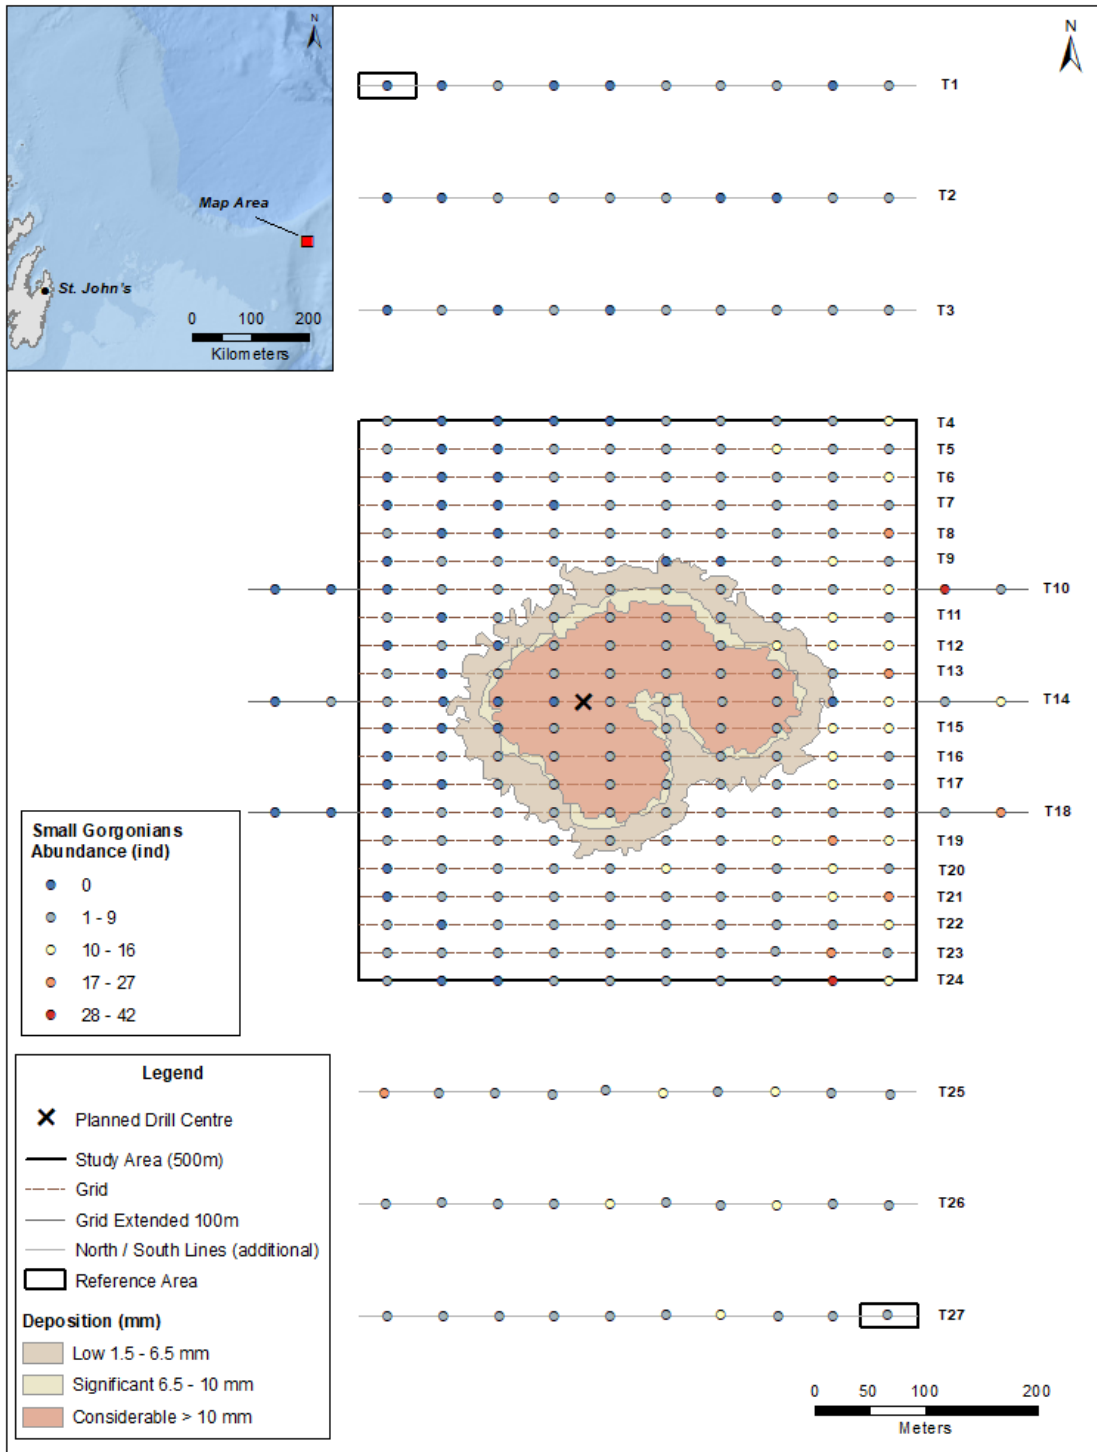 N
N
Map Area
St. John's
0 100 200
Kilometers
T1
T2
T3
T4
T5
T6
T7
T8
T9
T10
T11
T12
T13
T14
T15
T16
T17
T18
T19
T20
T21
T22
T23
T24
T25
T26
T27
Small Gorgonians
Abundance (ind)
0
1 - 9
10 - 16
17 - 27
28 - 42
Legend
Planned Drill Centre
Study Area (500m)
Grid
Grid Extended 100m
North / South Lines (additional)
Reference Area
Deposition (mm)
Low 1.5 - 6.5 mm
Significant 6.5 - 10 mm
Considerable > 10 mm
0 50 100 200
Meters